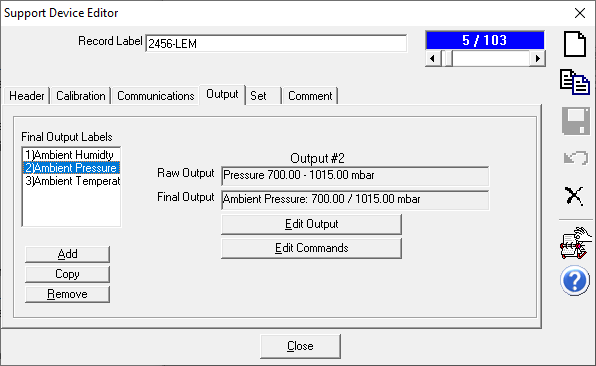 Support Device Editor
Record Label
2456-LEM
5 / 103
Header
Calibration
Communications
Output
Set
Comment
Final Output Labels
1)Ambient Humidty
2)Ambient Pressure
3)Ambient Temperat
Output #2
Raw Output
Pressure 700.00 - 1015.00 mbar
Final Output
Ambient Pressure: 700.00 / 1015.00 mbar
Edit Output
Edit Commands
Add
Copy
Remove
Close
?